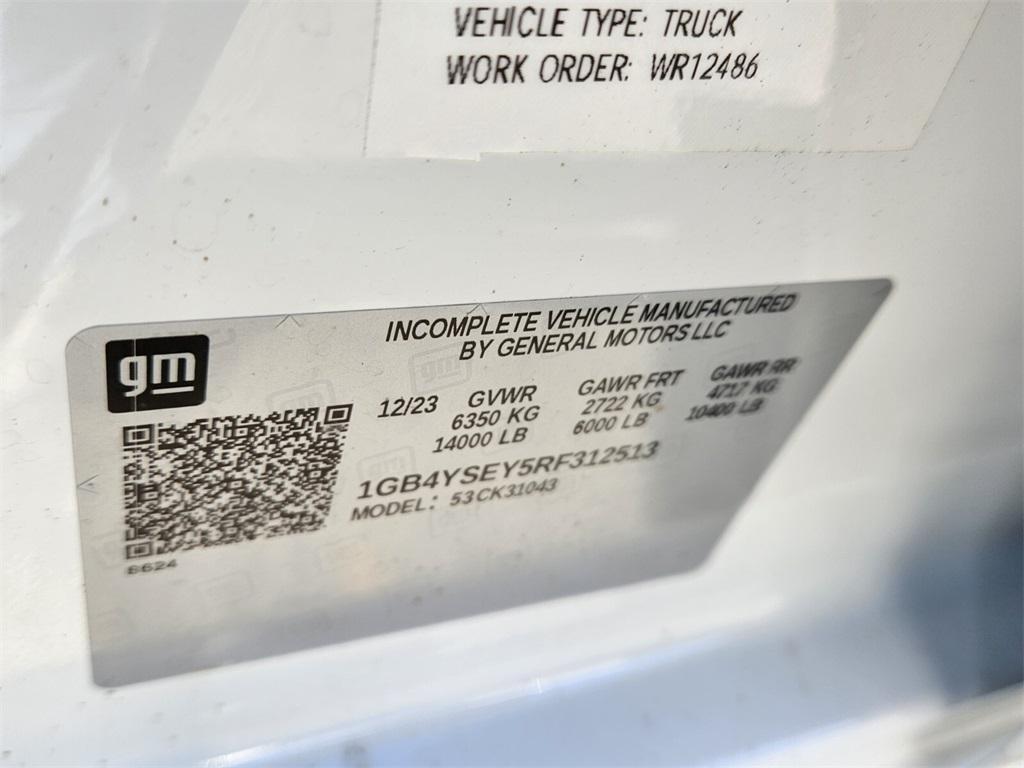 VEHICLE TYPE: TRUCK
WORK ORDER: WR12486
gm
INCOMPLETE VEHICLE MANUFACTURED
BY GENERAL MOTORS LLC
12/23 GVWR GAWR FRT GAWR RR
6350 KG 2722 KG 4717 KG
14000 LB 6000 LB 10400 LB
1GB4YSEY5RF312513
MODEL: 53CK31043
6624